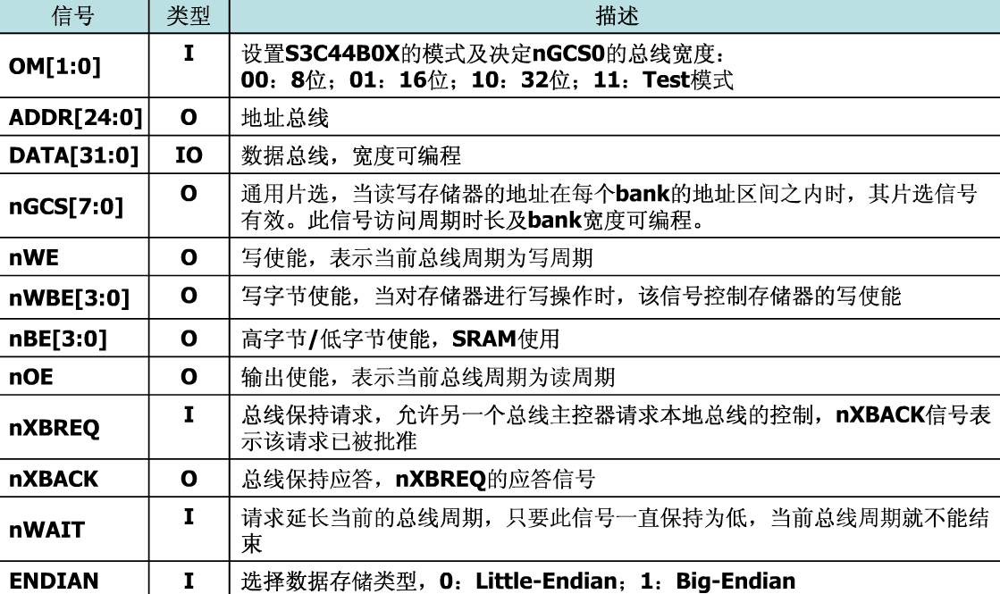 信号 类型 描述
OM[1:0] I 设置S3C44B0X的模式及决定nGCS0的总线宽度：
00：8位；01：16位；10：32位；11：Test模式
ADDR[24:0] O 地址总线
DATA[31:0] IO 数据总线，宽度可编程
nGCS[7:0] O 通用片选，当读写存储器的地址在每个bank的地址区间之内时，其片选信号
有效。此信号访问周期时长及bank宽度可编程。
nWE O 写使能，表示当前总线周期为写周期
nWBE[3:0] O 写字节使能，当对存储器进行写操作时，该信号控制存储器的写使能
nBE[3:0] O 高字节/低字节使能，SRAM使用
nOE O 输出使能，表示当前总线周期为读周期
nXBREQ I 总线保持请求，允许另一个总线主控器请求本地总线的控制，nXBACK信号表
示该请求已被批准
nXBACK O 总线保持应答，nXBREQ的应答信号
nWAIT I 请求延长当前的总线周期，只要此信号一直保持为低，当前总线周期就不能结
束
ENDIAN I 选择数据存储类型，0：Little-Endian；1：Big-Endian